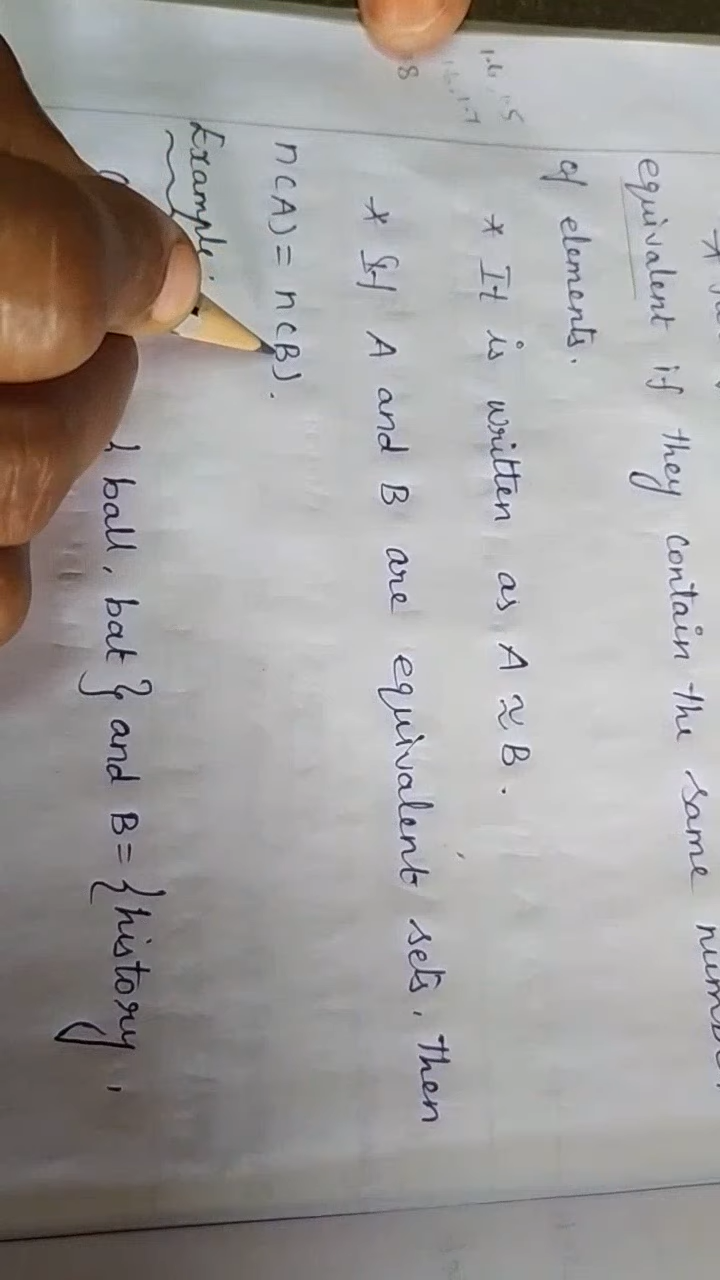 equivalent if they contain the same
of elements.
* It is written as A ≈ B.
* If A and B are equivalent sets, then
n(A) = n(B).
Example:
{ ball, bat } and B = {history,